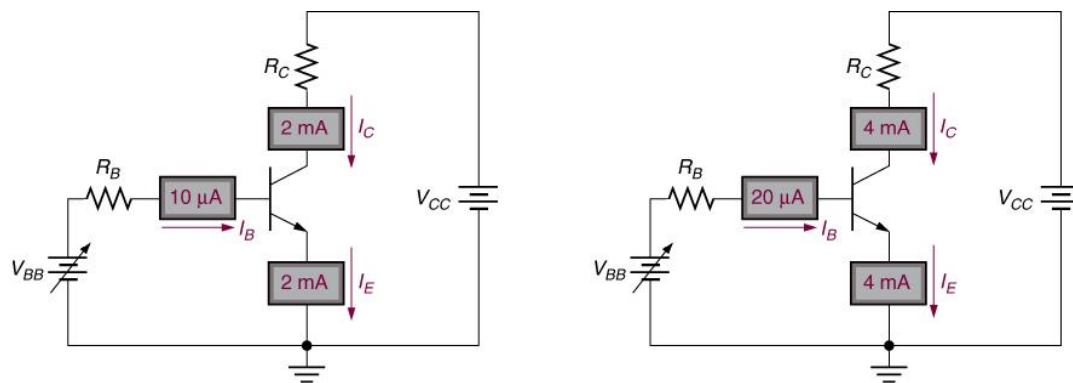 R_C
2 mA
I_C
R_B
10 μA
I_B
V_CC
V_BB
2 mA
I_E
R_C
4 mA
I_C
R_B
20 μA
I_B
V_CC
V_BB
4 mA
I_E